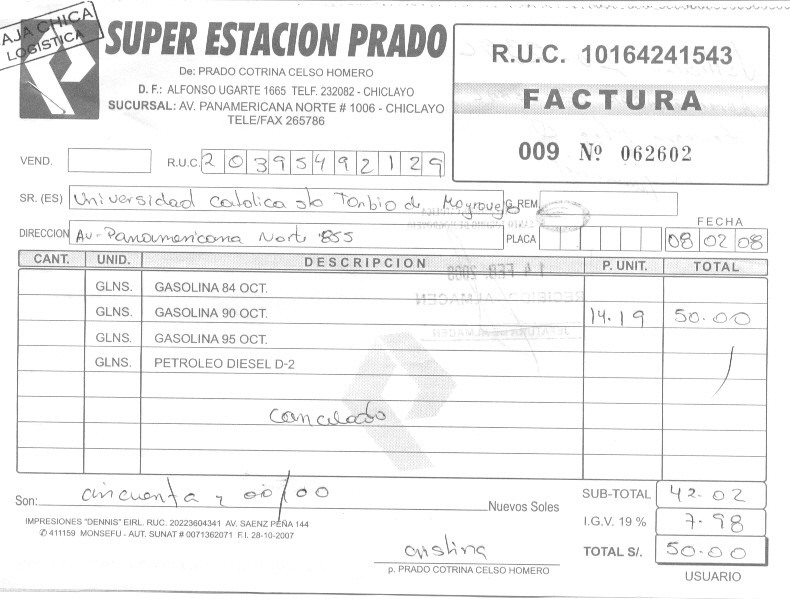 CAJA CHICA
LOGISTICA
SUPER ESTACION PRADO
De: PRADO COTRINA CELSO HOMERO
D. F.: ALFONSO UGARTE 1665 TELF. 232082 - CHICLAYO
SUCURSAL: AV. PANAMERICANA NORTE # 1006 - CHICLAYO
TELE/FAX 265786
R.U.C. 10164241543
FACTURA
009 Nº 062602
VEND. R.U.C. 20395492129
SR. (ES) Universidad Catolica sto Toribio de Mogrovejo G. REM.
DIRECCION Av- Panamericana Norte 855 PLACA
FECHA
08 02 08
CANT. UNID. DESCRIPCION P. UNIT. TOTAL
GLNS. GASOLINA 84 OCT.
GLNS. GASOLINA 90 OCT. 14.19 50.00
GLNS. GASOLINA 95 OCT.
GLNS. PETROLEO DIESEL D-2
14 FEB. 2008
cancelado
Son: cincuenta y 00/00 Nuevos Soles
SUB-TOTAL 42.02
I.G.V. 19 % 7.98
TOTAL S/. 50.00
USUARIO
IMPRESIONES "DENNIS" EIRL. RUC. 20223604341 AV. SAENZ PEÑA 144
✆ 411159 MONSEFU - AUT. SUNAT # 0071362071 F.I. 28-10-2007
cristina
p. PRADO COTRINA CELSO HOMERO